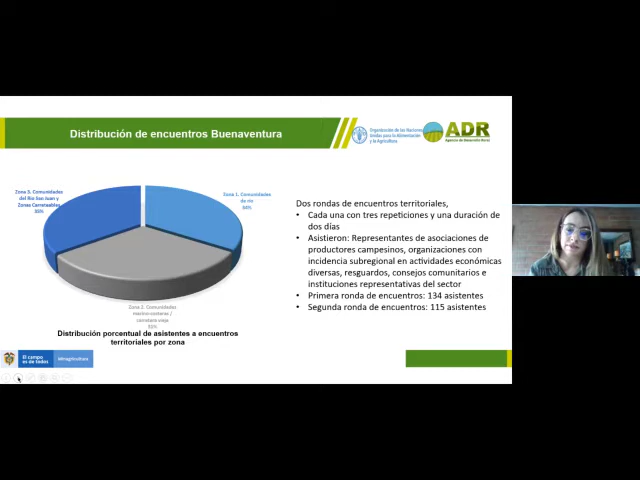 Distribución de encuentros Buenaventura
Organización de las Naciones
Unidas para la Alimentación
y la Agricultura
ADR
Agencia de Desarrollo Rural
Zona 3. Comunidades
del Río San Juan y
Zonas Carreteables
Zona 1. Comunidades
de río
Zona 2. Comunidades
marino-costeras /
carretera vieja
Distribución porcentual de asistentes a encuentros
territoriales por zona
Dos rondas de encuentros territoriales,
• Cada una con tres repeticiones y una duración de
dos días
• Asistieron: Representantes de asociaciones de
productores campesinos, organizaciones con
incidencia subregional en actividades económicas
diversas, resguardos, consejos comunitarios e
instituciones representativas del sector
• Primera ronda de encuentros: 134 asistentes
• Segunda ronda de encuentros: 115 asistentes
El campo
es de todos
Minagricultura